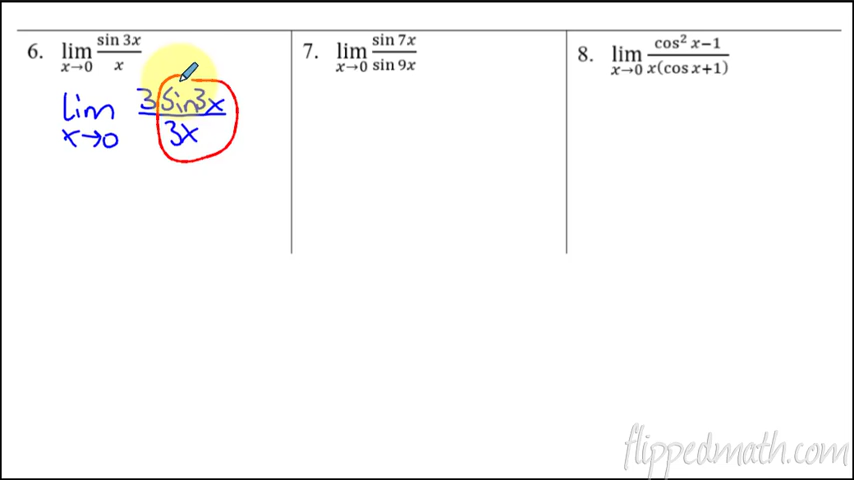 6. lim x→0 sin 3x / x
lim x→0 3 sin 3x / 3x
7. lim x→0 sin 7x / sin 9x
8. lim x→0 cos² x−1 / x(cos x+1)
flippedmath.com